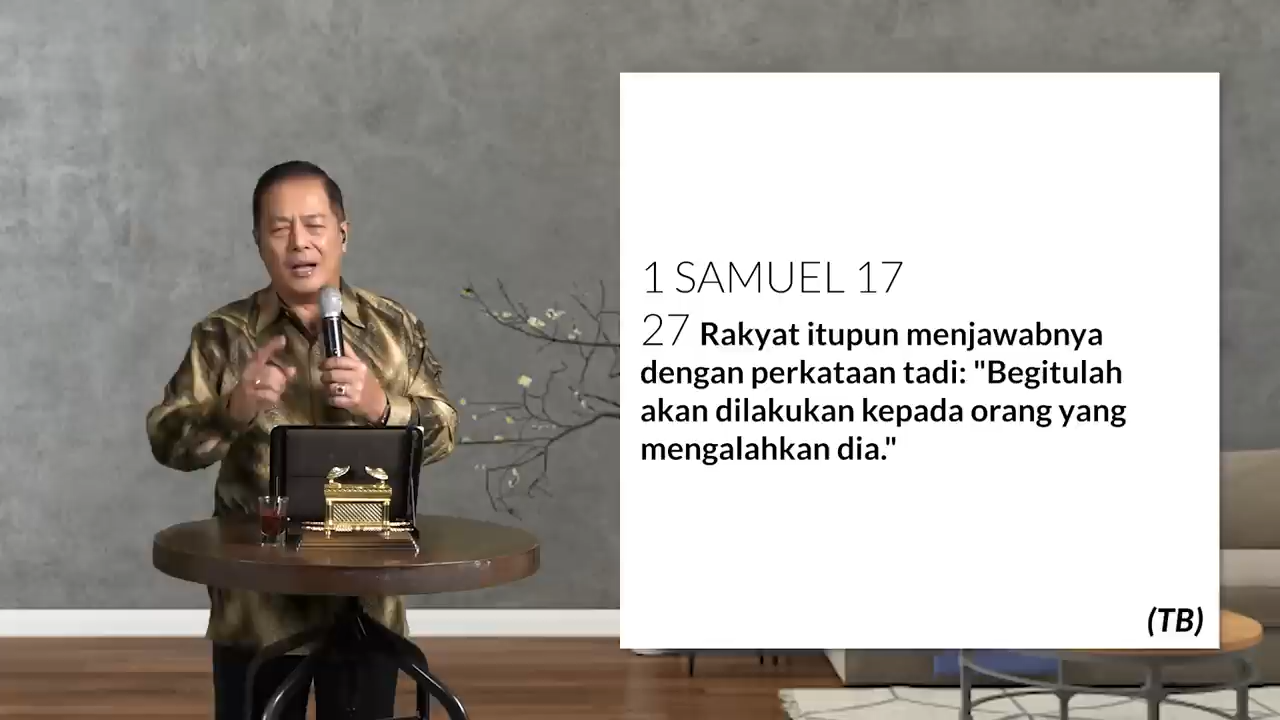 1 SAMUEL 17
27 Rakyat itupun menjawabnya
dengan perkataan tadi: "Begitulah
akan dilakukan kepada orang yang
mengalahkan dia."
(TB)